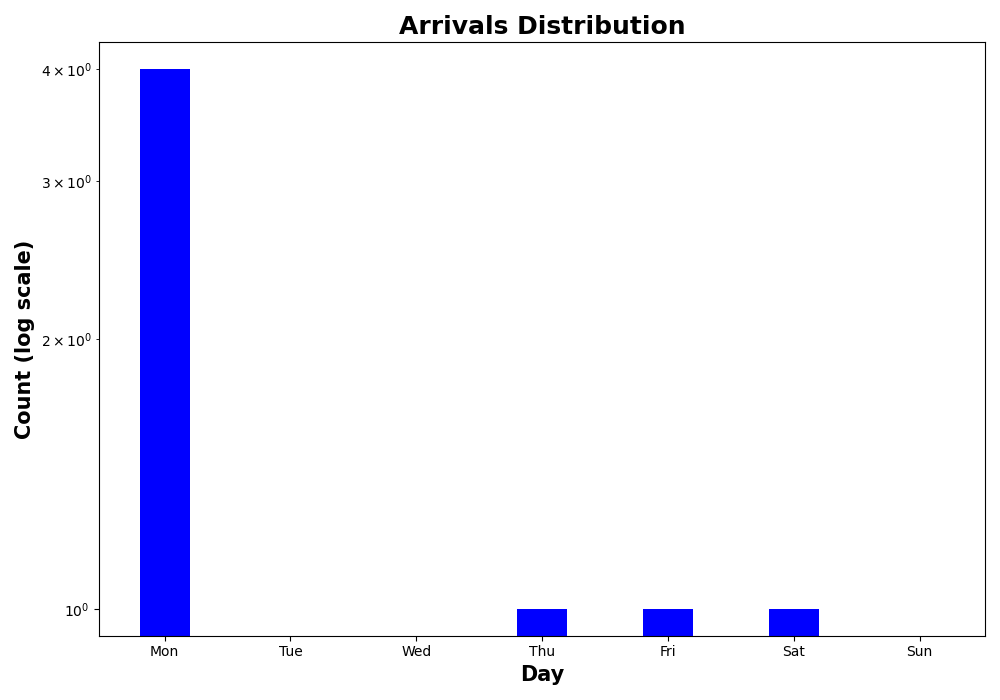 Arrivals Distribution
Count (log scale)
4 × 10⁰
3 × 10⁰
2 × 10⁰
10⁰
Mon Tue Wed Thu Fri Sat Sun
Day